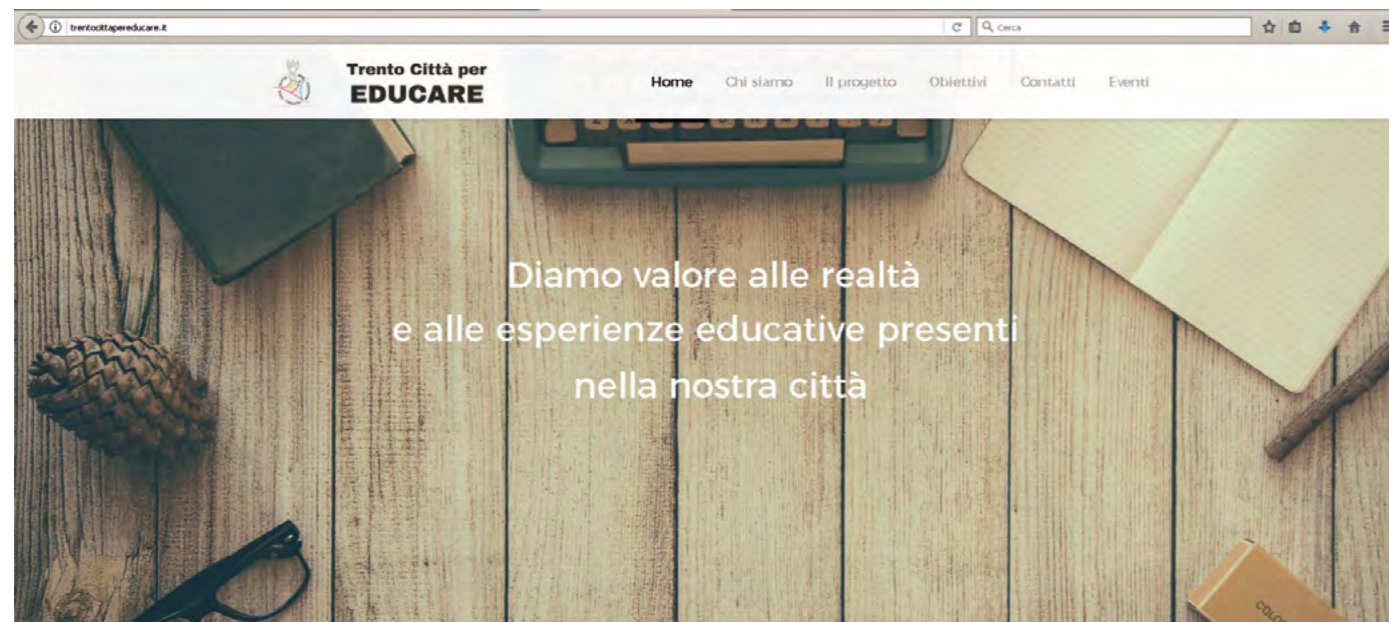 trentocittapereducare.it
Cerca
Trento Città per
EDUCARE
Home Chi siamo Il progetto Obiettivi Contatti Eventi
Diamo valore alle realtà
e alle esperienze educative presenti
nella nostra città